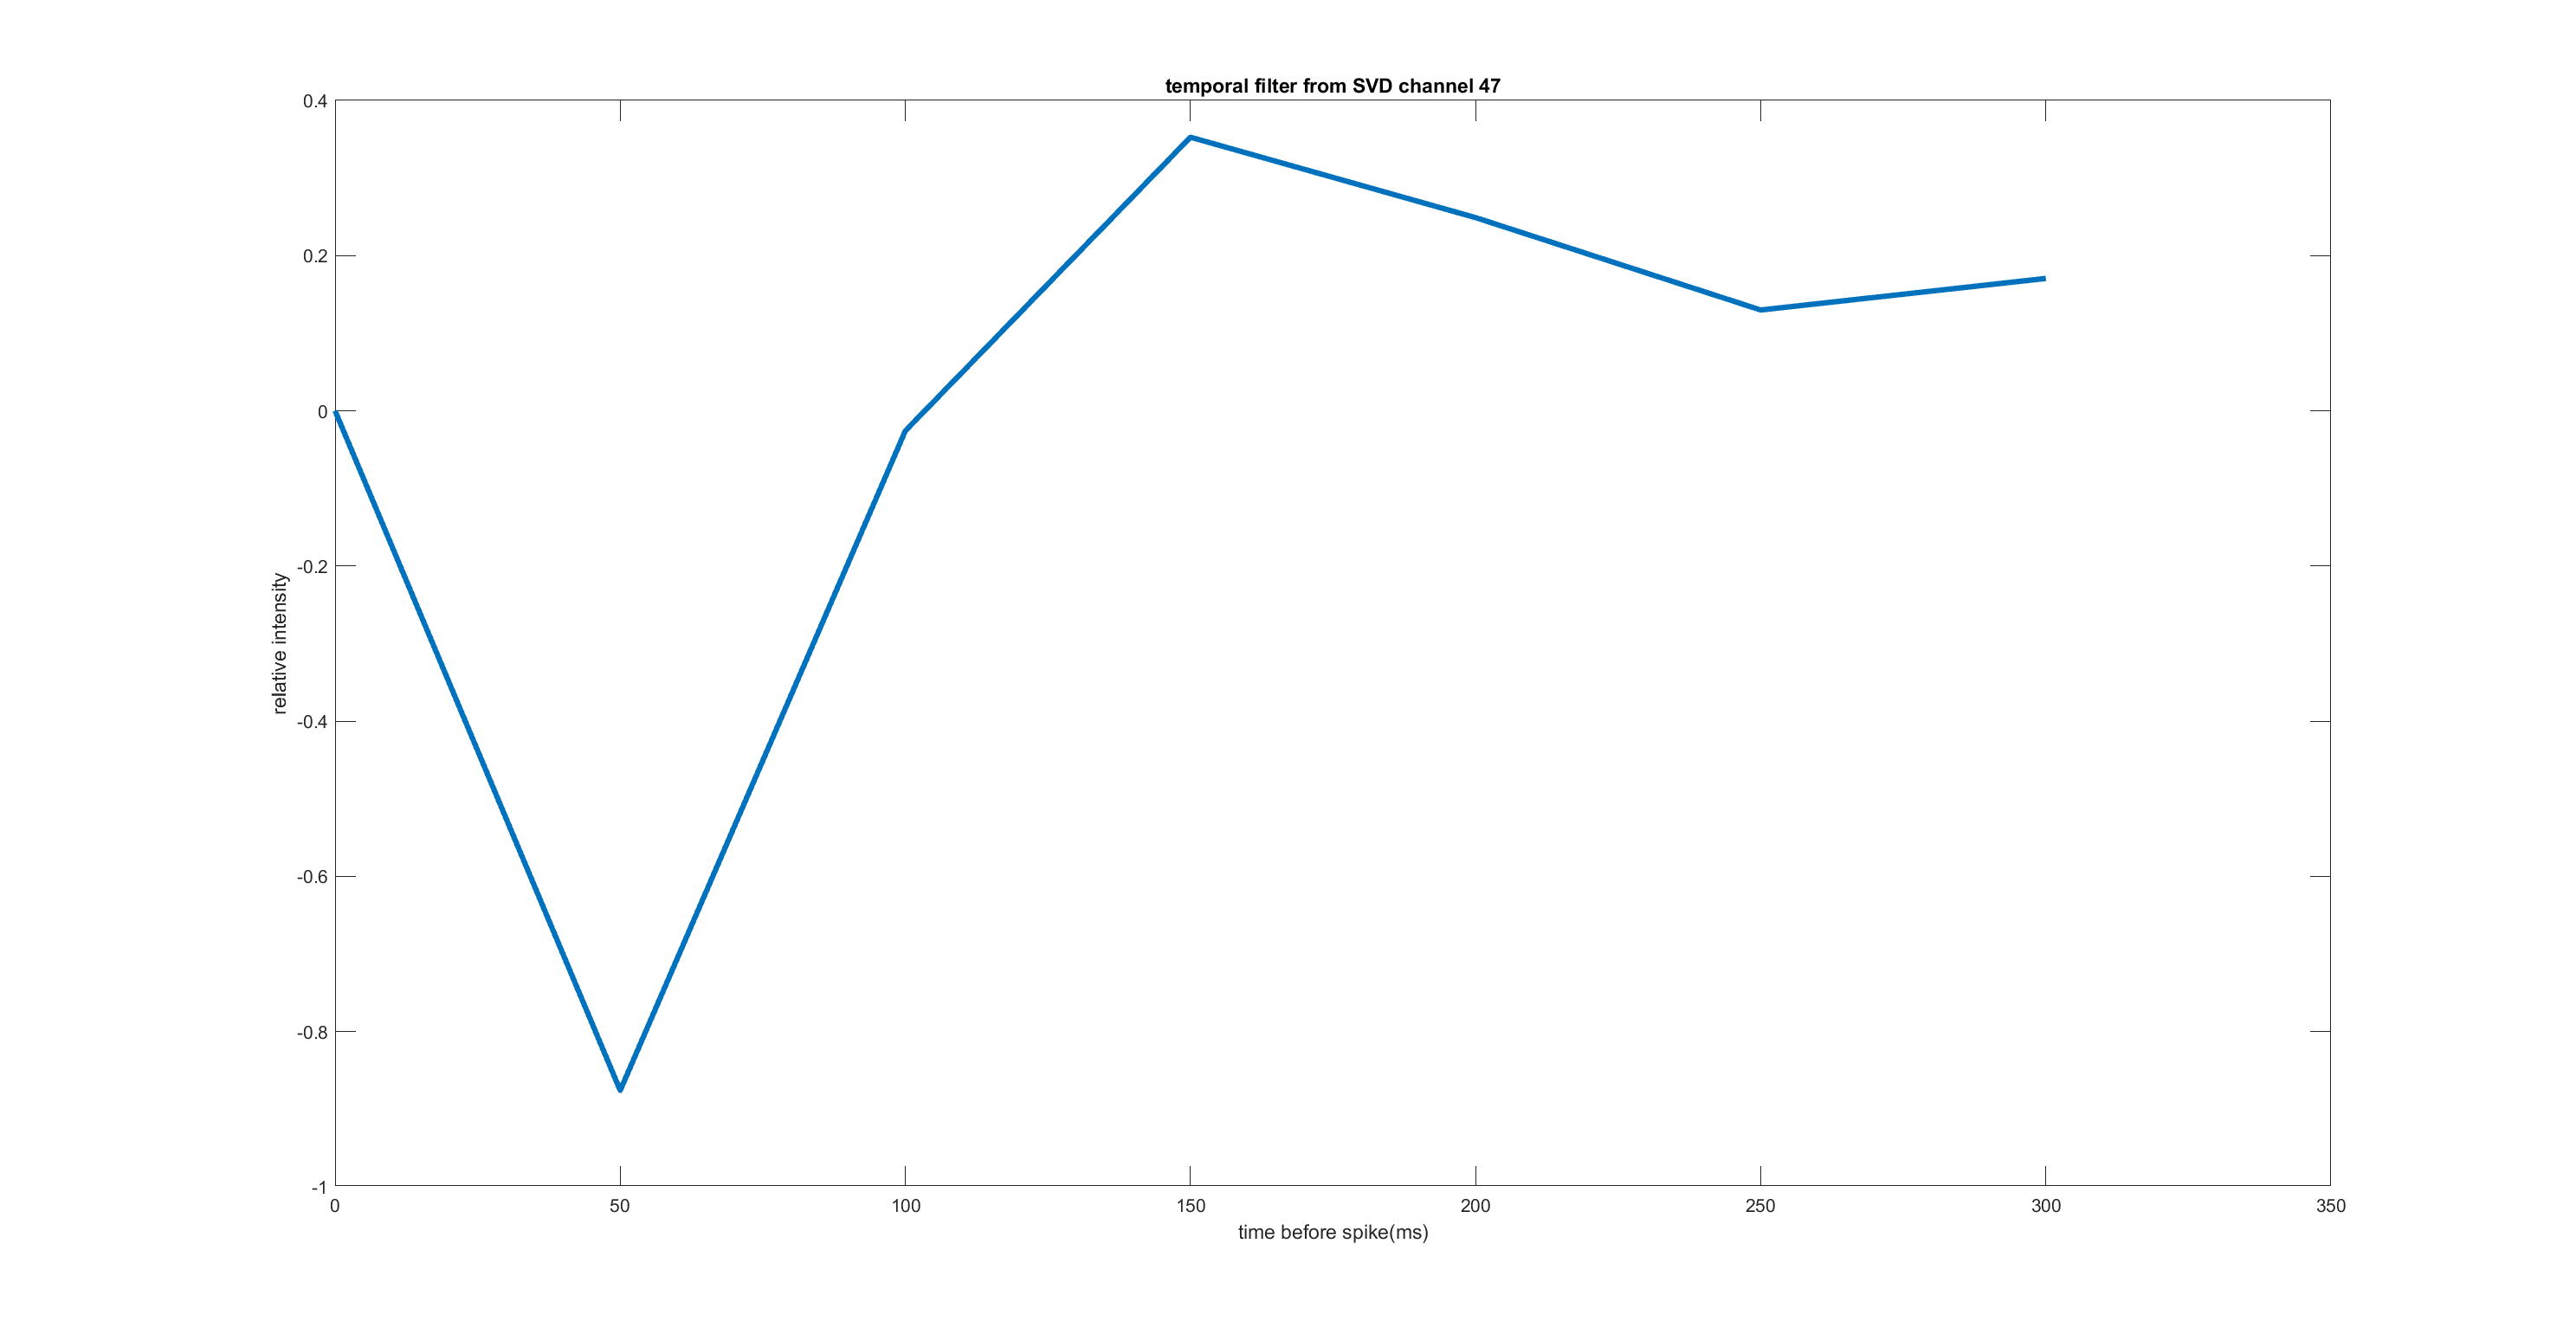 temporal filter from SVD channel 47
0.4
0.2
0
-0.2
-0.4
-0.6
-0.8
-1
relative intensity
0 50 100 150 200 250 300 350
time before spike(ms)